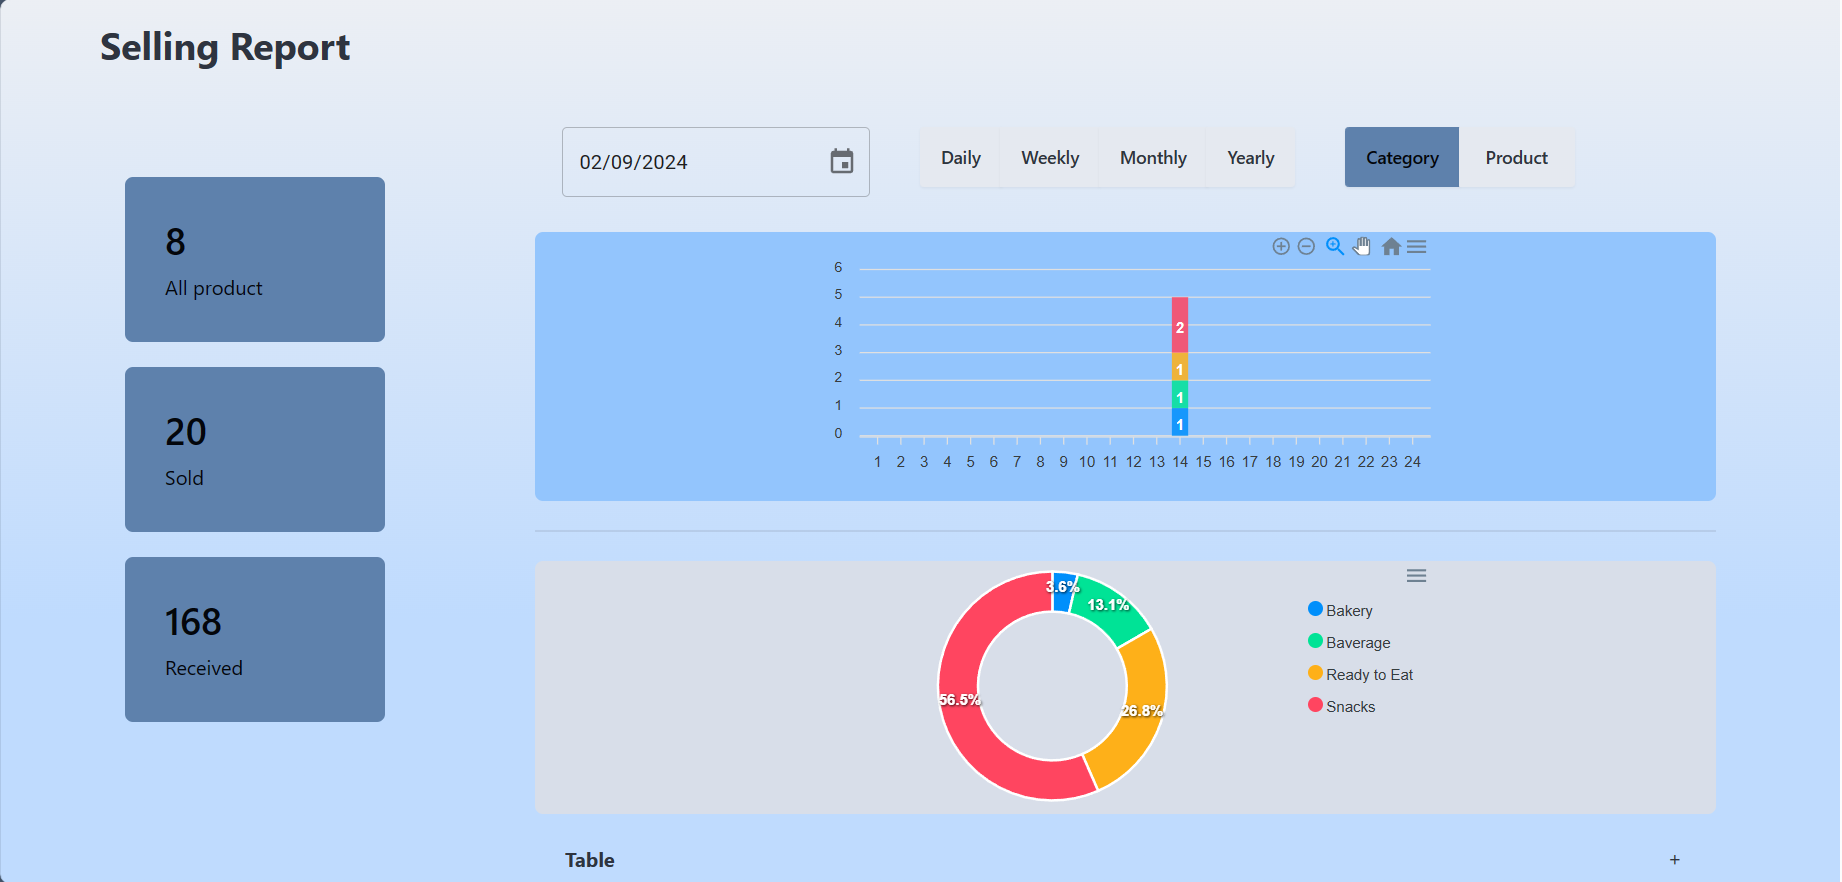 Selling Report
02/09/2024
Daily Weekly Monthly Yearly
Category Product
8
All product
20
Sold
168
Received
6
5
4
3
2
1
0
2
1
1
1
1 2 3 4 5 6 7 8 9 10 11 12 13 14 15 16 17 18 19 20 21 22 23 24
3.6%
13.1%
26.8%
56.5%
Bakery
Baverage
Ready to Eat
Snacks
Table +